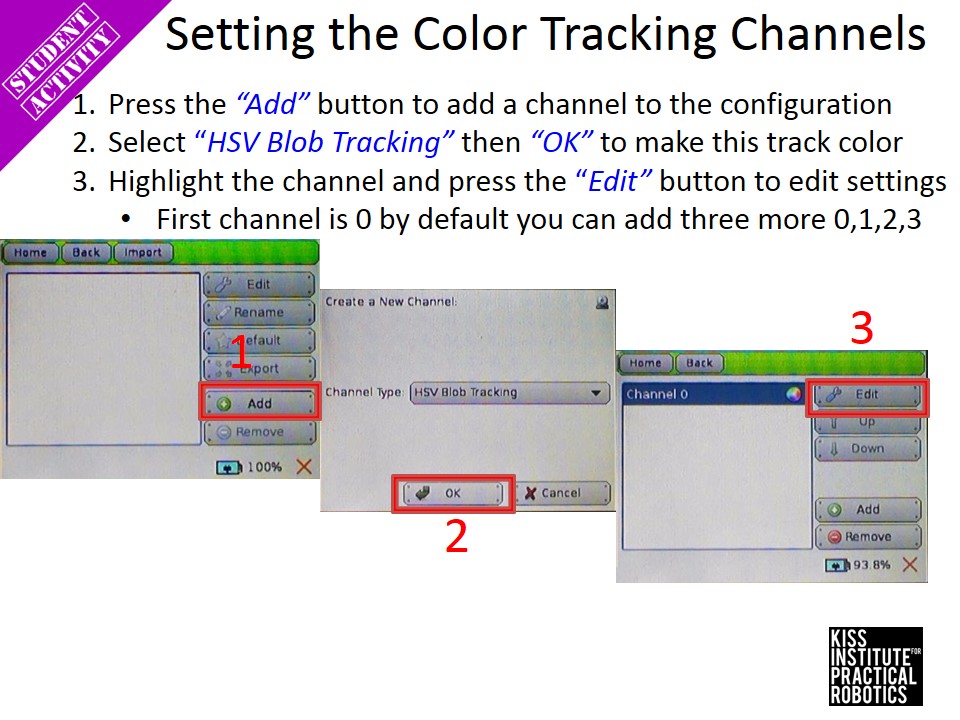 STUDENT
ACTIVITY
Setting the Color Tracking Channels
1. Press the “Add” button to add a channel to the configuration
2. Select “HSV Blob Tracking” then “OK” to make this track color
3. Highlight the channel and press the “Edit” button to edit settings
• First channel is 0 by default you can add three more 0,1,2,3
Home Back Import
Edit
Rename
Default
1
Export
Add
Remove
100%
Create a New Channel:
Channel Type: HSV Blob Tracking
OK Cancel
2
3
Home Back
Channel 0 Edit
Up
Down
Add
Remove
93.8%
KISS
INSTITUTE FOR
PRACTICAL
ROBOTICS